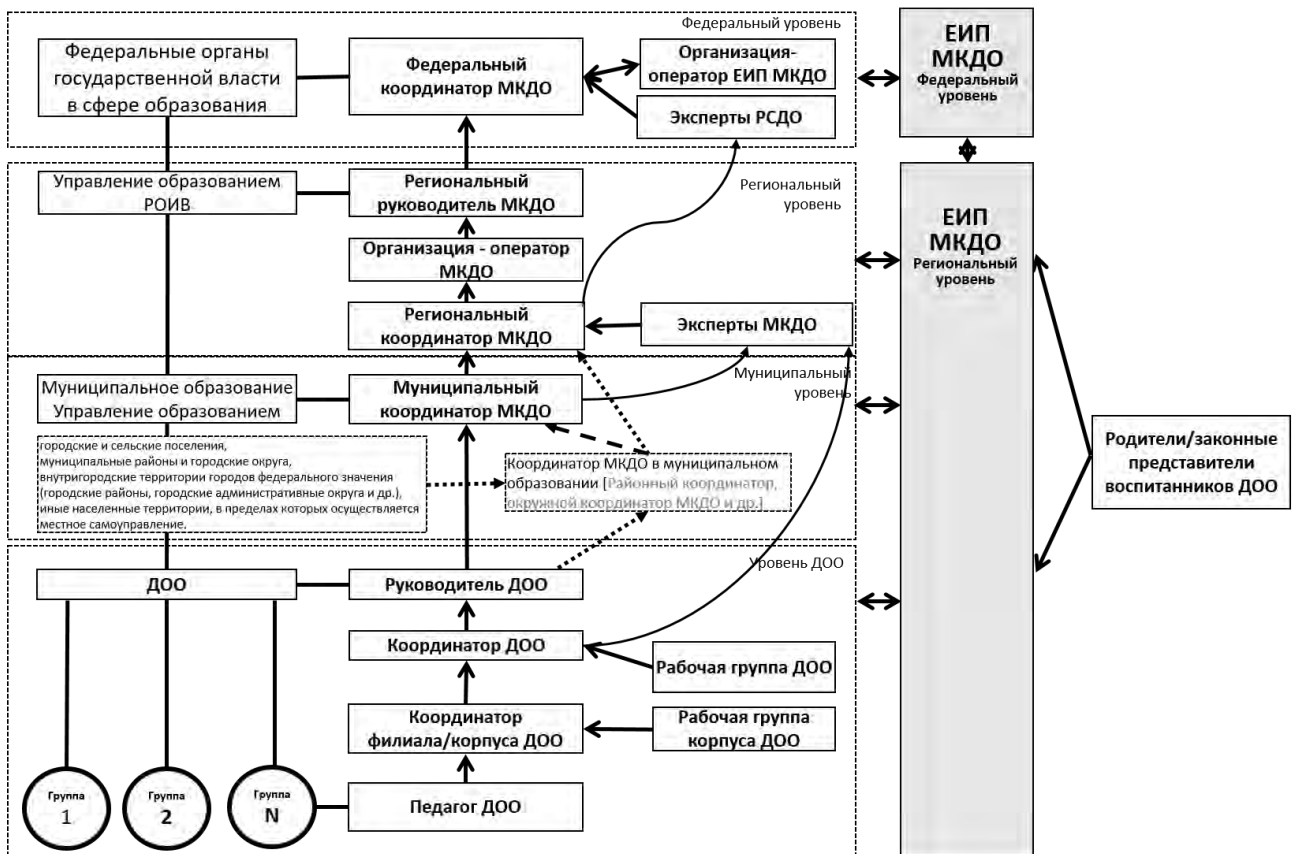 Федеральный уровень
Федеральные органы
государственной власти
в сфере образования
Федеральный
координатор МКДО
Организация-
оператор ЕИП МКДО
Эксперты РСДО
ЕИП
МКДО
Федеральный
уровень
Управление образованием
РОИВ
Региональный
руководитель МКДО
Региональный
уровень
Организация - оператор
МКДО
Региональный
координатор МКДО
Эксперты МКДО
ЕИП
МКДО
Региональный
уровень
Муниципальное образование
Управление образованием
Муниципальный
координатор МКДО
Муниципальный
уровень
городские и сельские поселения,
муниципальные районы и городские округа,
внутригородские территории городов федерального значения
(городские районы, городские административные округа и др.),
иные населенные территории, в пределах которых осуществляется
местное самоуправление.
Координатор МКДО в муниципальном
образовании [Районный координатор,
окружной координатор МКДО и др.]
Родители/законные
представители
воспитанников ДОО
Уровень ДОО
ДОО
Руководитель ДОО
Координатор ДОО
Рабочая группа ДОО
Координатор
филиала/корпуса ДОО
Рабочая группа
корпуса ДОО
Группа
1
Группа
2
Группа
N
Педагог ДОО